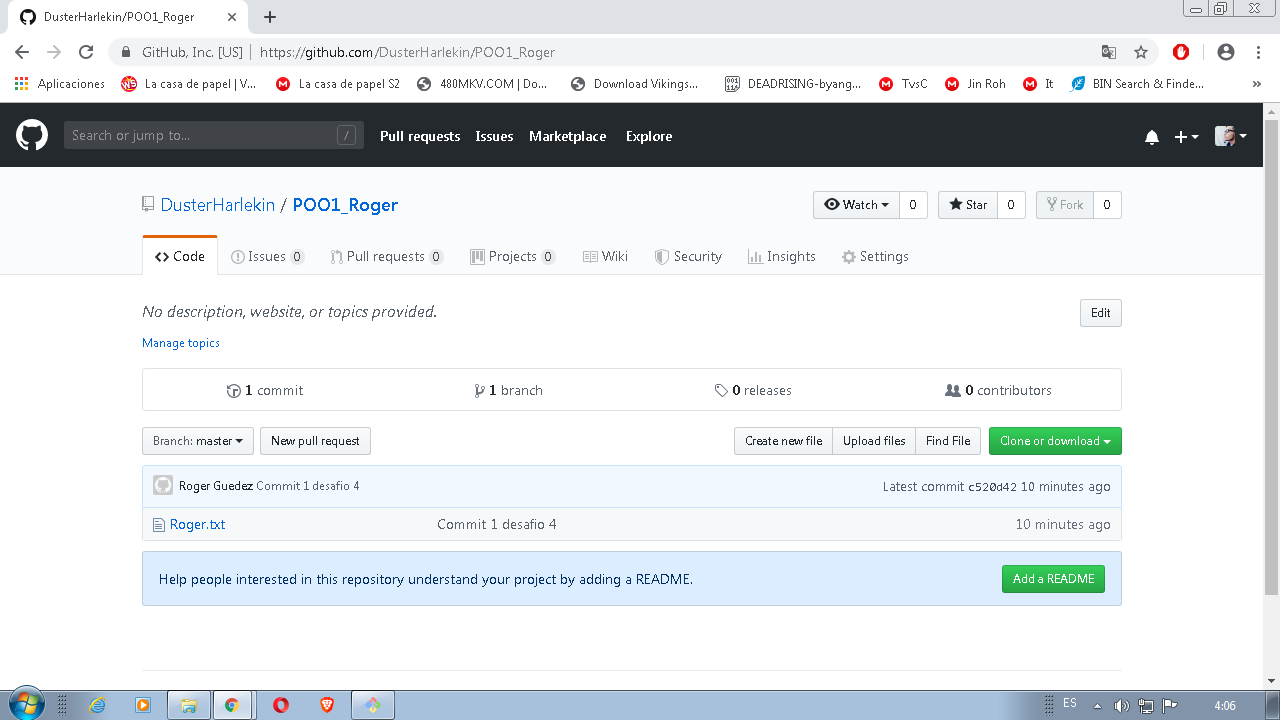 DusterHarlekin/POO1_Roger
GitHub, Inc. [US] | https://github.com/DusterHarlekin/POO1_Roger
Aplicaciones La casa de papel | V... La casa de papel S2 480MKV.COM | Do... Download Vikings... DEADRISING-byang... TvsC Jin Roh It BIN Search & Finde... »
Search or jump to... / Pull requests Issues Marketplace Explore
DusterHarlekin / POO1_Roger Watch 0 Star 0 Fork 0
Code Issues 0 Pull requests 0 Projects 0 Wiki Security Insights Settings
No description, website, or topics provided. Edit
Manage topics
1 commit 1 branch 0 releases 0 contributors
Branch: master New pull request Create new file Upload files Find File Clone or download
Roger Guedez Commit 1 desafio 4 Latest commit c520d42 10 minutes ago
Roger.txt Commit 1 desafio 4 10 minutes ago
Help people interested in this repository understand your project by adding a README. Add a README
ES 4:06